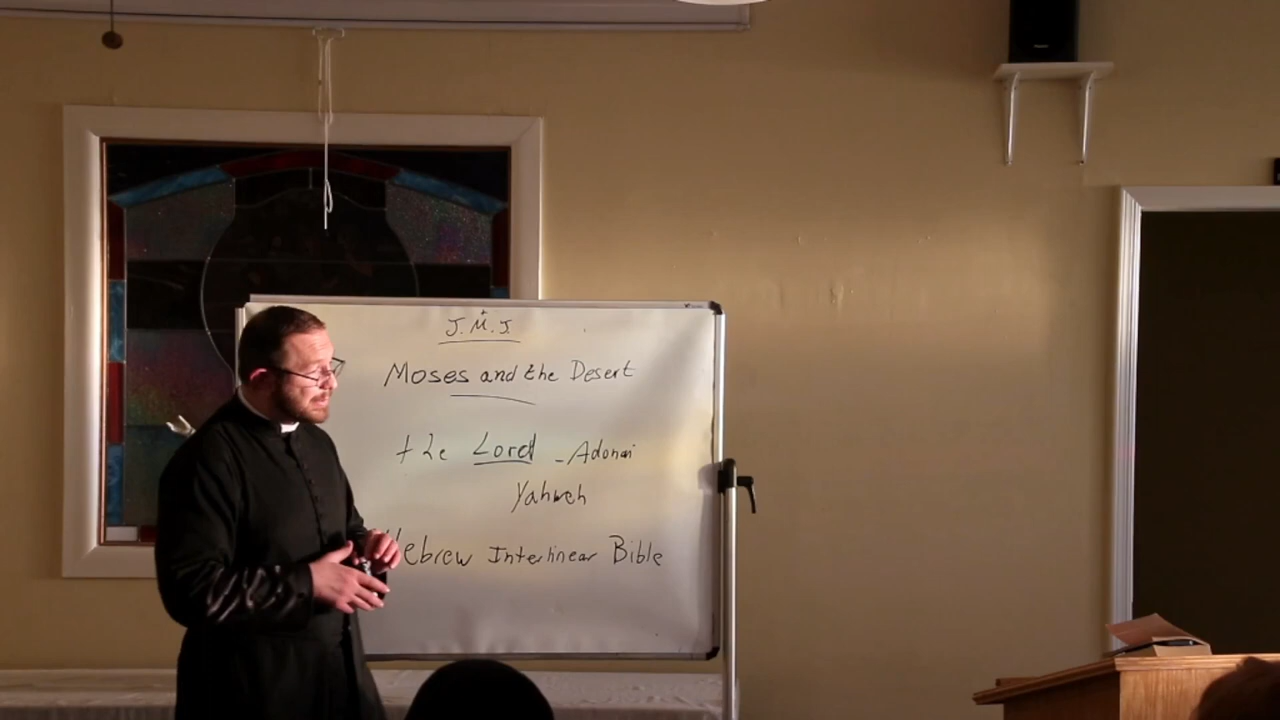 J.M.J.
Moses and the Desert
the Lord - Adonai
Yahweh
Hebrew Interlinear Bible